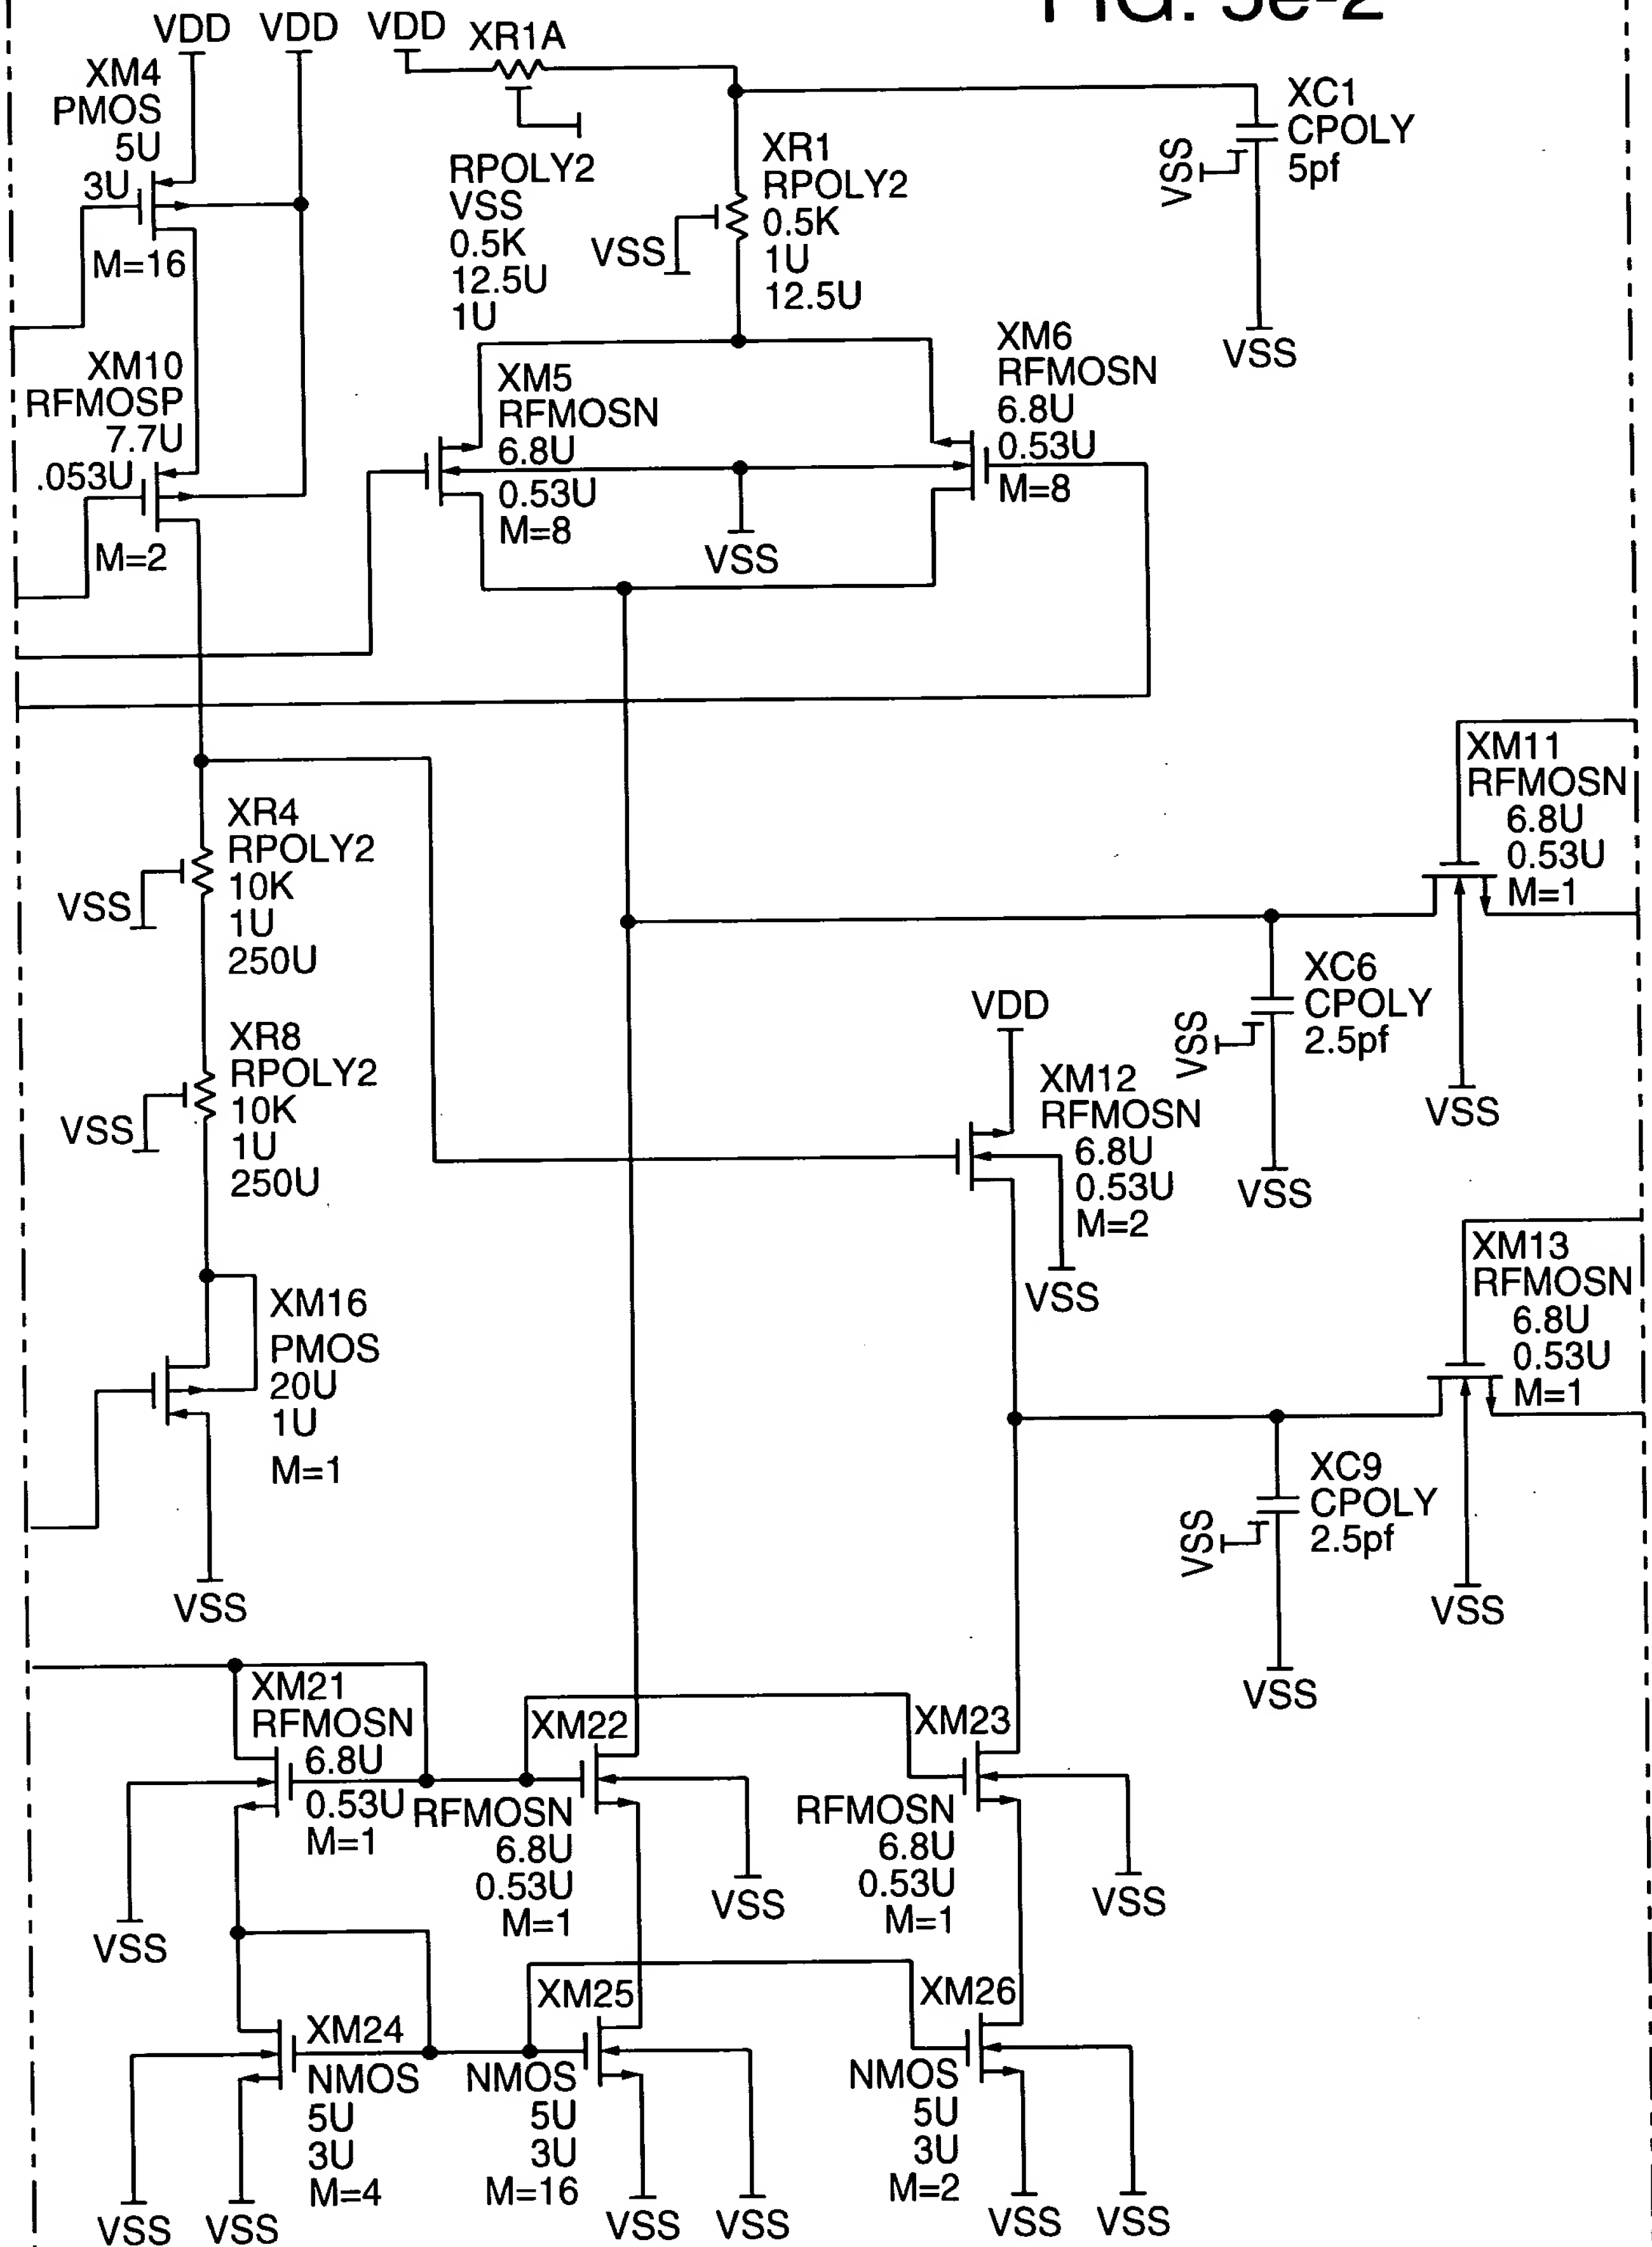 FIG. 5e-2
VDD
VDD
VDD
XR1A
XM4
PMOS
5U
3U
M=16
RPOLY2
VSS
0.5K
12.5U
1U
XR1
RPOLY2
0.5K
1U
12.5U
VSS
XC1
CPOLY
5pf
VSS
VSS
XM10
RFMOSP
7.7U
.053U
M=2
XM5
RFMOSN
6.8U
0.53U
M=8
VSS
XM6
RFMOSN
6.8U
0.53U
M=8
XR4
RPOLY2
10K
1U
250U
VSS
XM11
RFMOSN
6.8U
0.53U
M=1
VSS
XC6
CPOLY
2.5pf
VSS
VSS
XR8
RPOLY2
10K
1U
250U
VSS
VDD
XM12
RFMOSN
6.8U
0.53U
M=2
VSS
XM13
RFMOSN
6.8U
0.53U
M=1
VSS
XM16
PMOS
20U
1U
M=1
VSS
XC9
CPOLY
2.5pf
VSS
VSS
XM21
RFMOSN
6.8U
0.53U
M=1
VSS
XM22
RFMOSN
6.8U
0.53U
M=1
VSS
XM23
RFMOSN
6.8U
0.53U
M=1
VSS
XM24
NMOS
5U
3U
M=4
VSS
VSS
XM25
NMOS
5U
3U
M=16
VSS
VSS
XM26
NMOS
5U
3U
M=2
VSS
VSS